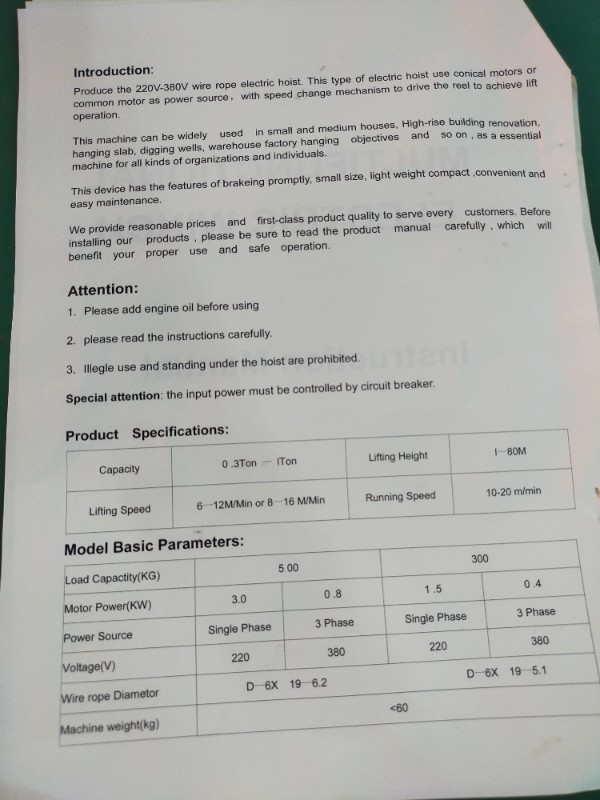 Introduction:
Produce the 220V-380V wire rope electric hoist. This type of electric hoist use conical motors or
common motor as power source, with speed change mechanism to drive the reel to achieve lift
operation.
This machine can be widely used in small and medium houses, High-rise building renovation,
hanging slab, digging wells, warehouse factory hanging objectives and so on , as a essential
machine for all kinds of organizations and individuals.
This device has the features of brakeing promptly, small size, light weight compact ,convenient and
easy maintenance.
We provide reasonable prices and first-class product quality to serve every customers. Before
installing our products , please be sure to read the product manual carefully , which will
benefit your proper use and safe operation.
Attention:
1. Please add engine oil before using
2. please read the instructions carefully.
3. Illegle use and standing under the hoist are prohibited.
Special attention: the input power must be controlled by circuit breaker.
Product Specifications:
Capacity 0 .3Ton — ITon Lifting Height I—80M
Lifting Speed 6—12M/Min or 8—16 M/Min Running Speed 10-20 m/min
Model Basic Parameters:
Load Capactity(KG) 5 00 300
Motor Power(KW) 3.0 0.8 1.5 0.4
Power Source Single Phase 3 Phase Single Phase 3 Phase
Voltage(V) 220 380 220 380
Wire rope Diametor D—6X 19—6.2 D—6X 19—5.1
Machine weight(kg) <60